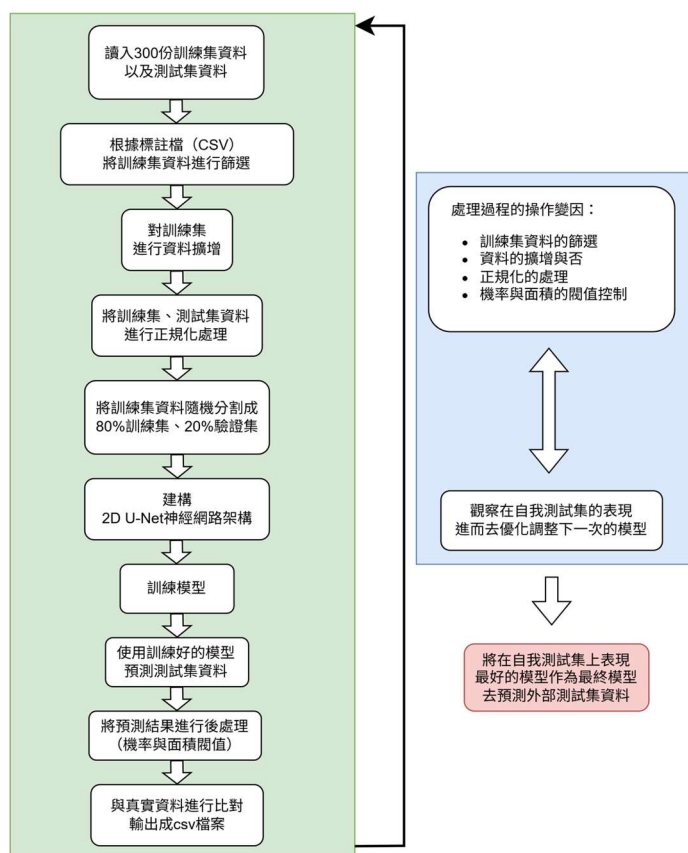 讀入300份訓練集資料
以及測試集資料
根據標註檔（CSV）
將訓練集資料進行篩選
對訓練集
進行資料擴增
將訓練集、測試集資料
進行正規化處理
將訓練集資料隨機分割成
80%訓練集、20%驗證集
建構
2D U-Net神經網路架構
訓練模型
使用訓練好的模型
預測測試集資料
將預測結果進行後處理
（機率與面積閥值）
與真實資料進行比對
輸出成csv檔案
處理過程的操作變因：
訓練集資料的篩選
資料的擴增與否
正規化的處理
機率與面積的閥值控制
觀察在自我測試集的表現
進而去優化調整下一次的模型
將在自我測試集上表現
最好的模型作為最終模型
去預測外部測試集資料